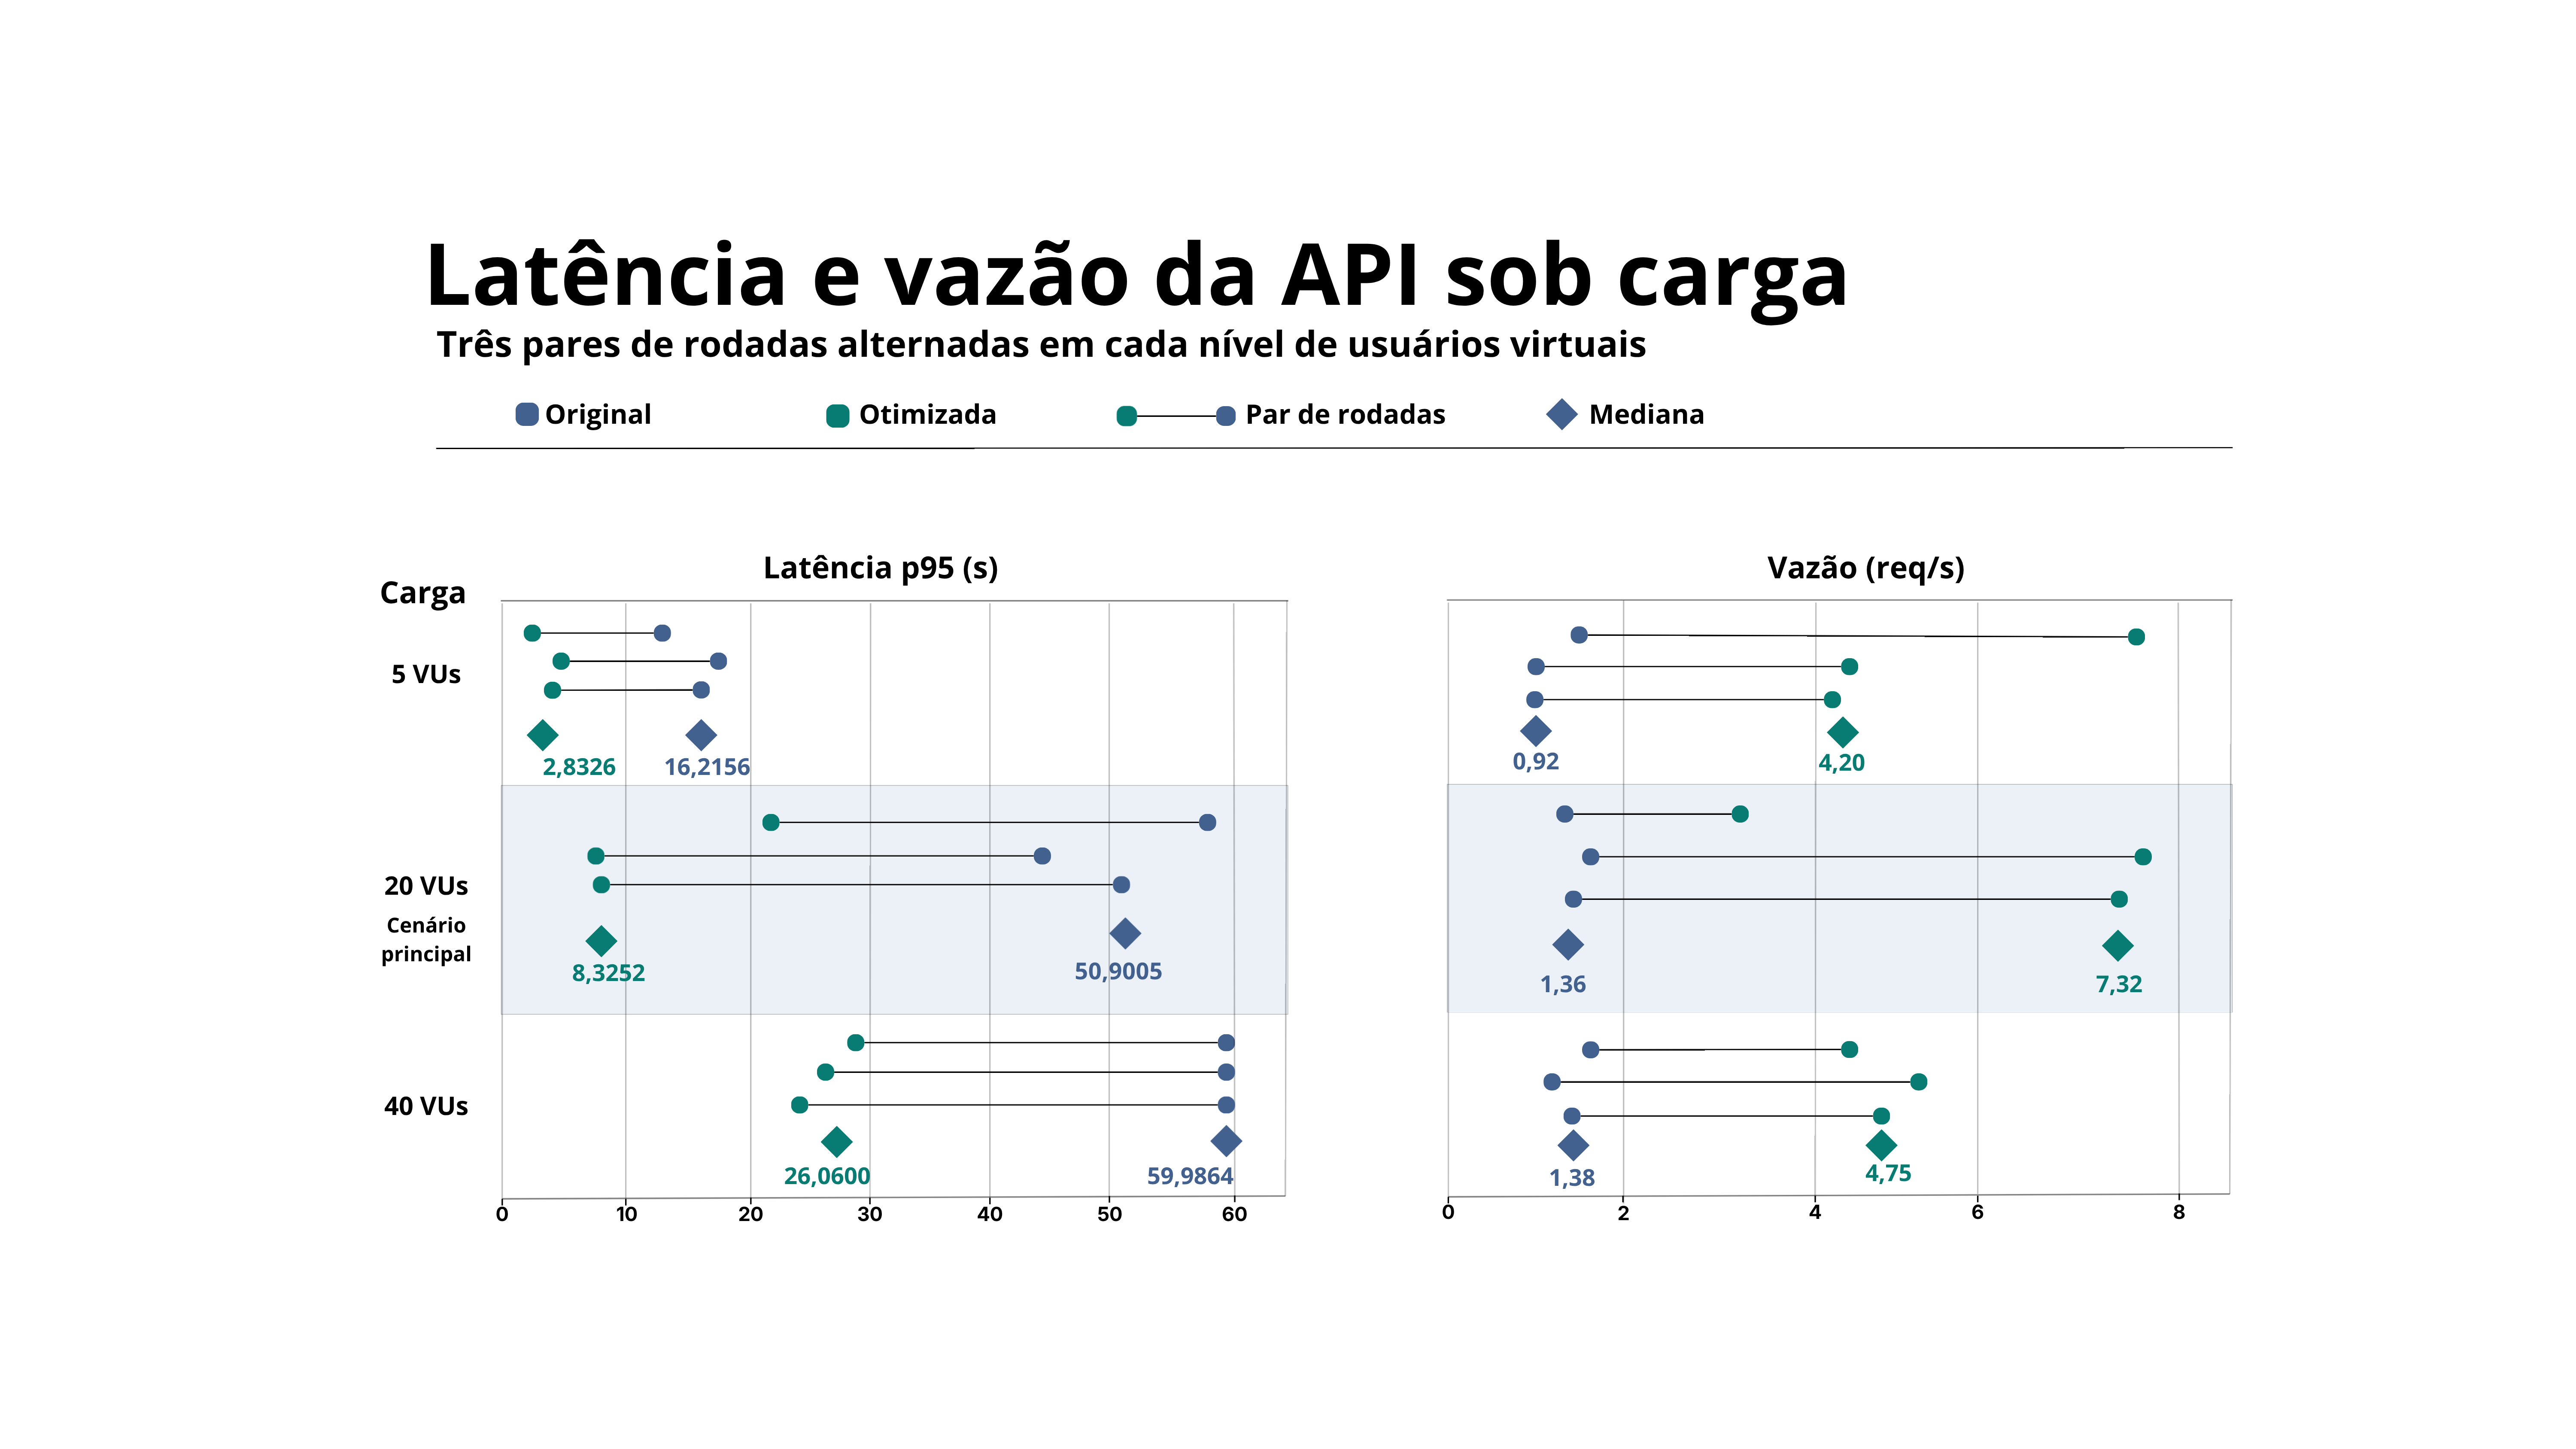 Latência e vazão da API sob carga
Três pares de rodadas alternadas em cada nível de usuários virtuais
Original
Otimizada
Par de rodadas
Mediana
Latência p95 (s)
Vazão (req/s)
Carga
5 VUs
2,8326
16,2156
0,92
4,20
20 VUs
Cenário
principal
8,3252
50,9005
1,36
7,32
40 VUs
26,0600
59,9864
1,38
4,75
0 10 20 30 40 50 60
0 2 4 6 8